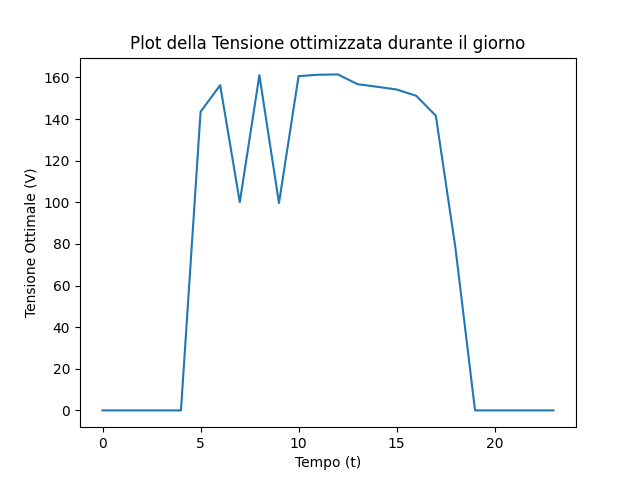 Plot della Tensione ottimizzata durante il giorno
160
140
120
100
80
60
40
20
0
Tensione Ottimale (V)
0 5 10 15 20
Tempo (t)